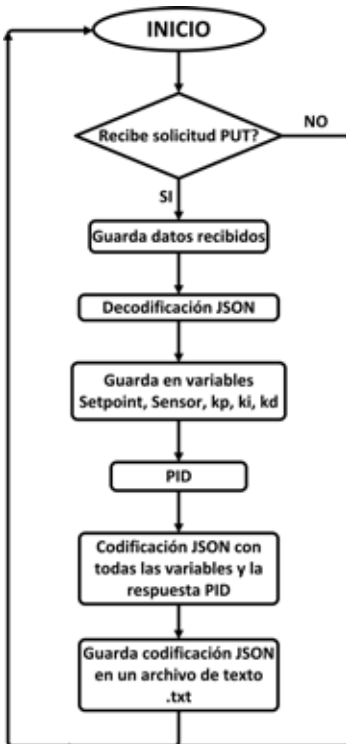 INICIO
Recibe solicitud PUT?
NO
SI
Guarda datos recibidos
Decodificación JSON
Guarda en variables
Setpoint, Sensor, kp, ki, kd
PID
Codificación JSON con
todas las variables y la
respuesta PID
Guarda codificación JSON
en un archivo de texto
.txt